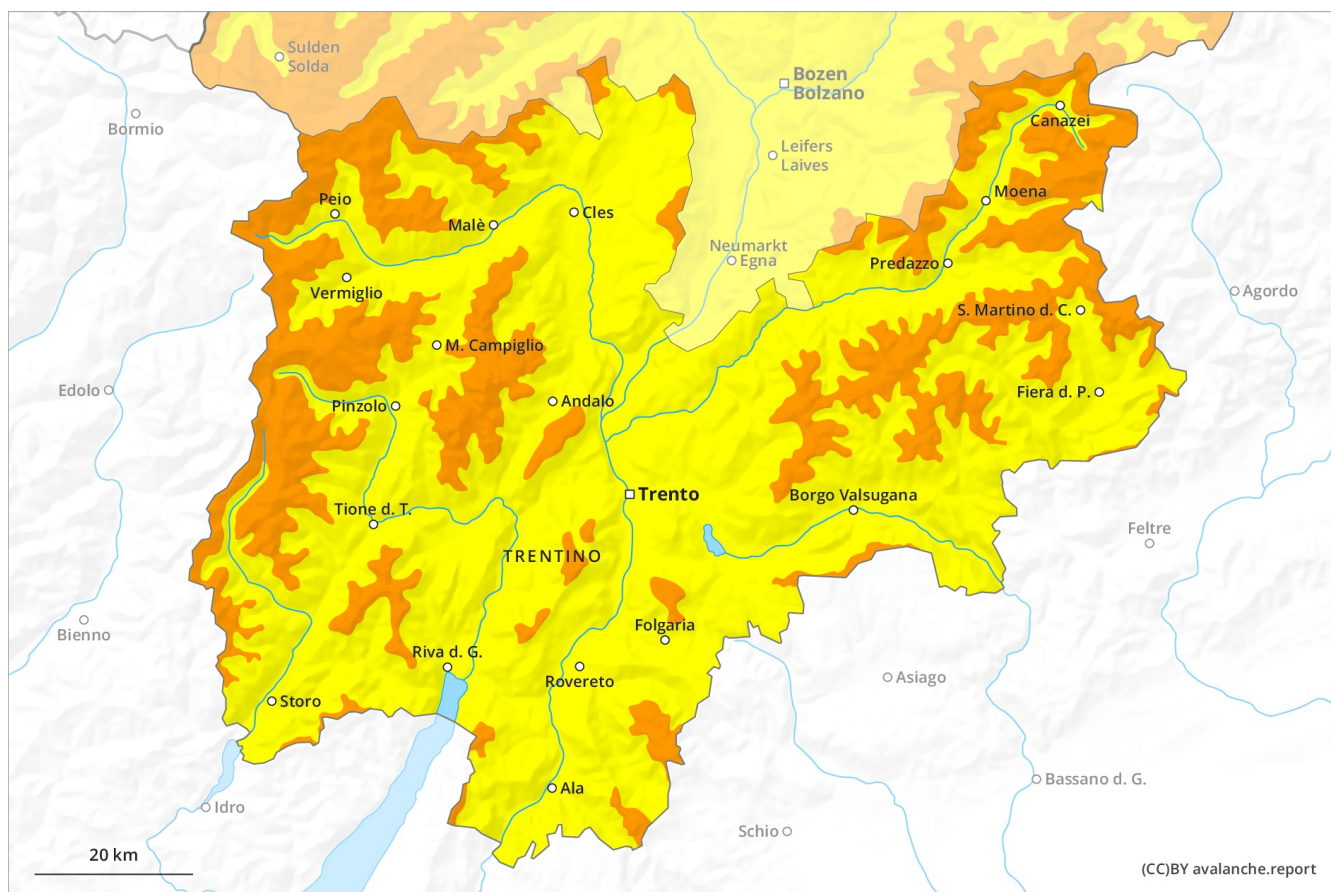 Sulden
Solda
Bozen
Bolzano
Bormio
Canazei
Leifers
Laives
Peio
Moena
Malè
Cles
Neumarkt
Egna
Predazzo
Vermiglio
Agordo
S. Martino d. C.
M. Campiglio
Edolo
Fiera d. P.
Pinzolo
Andalo
Trento
Borgo Valsugana
Tione d. T.
Feltre
TRENTINO
Bienno
Folgaria
Riva d. G.
Asiago
Rovereto
Storo
Bassano d. G.
Ala
Idro
Schio
20 km
(CC)BY avalanche.report